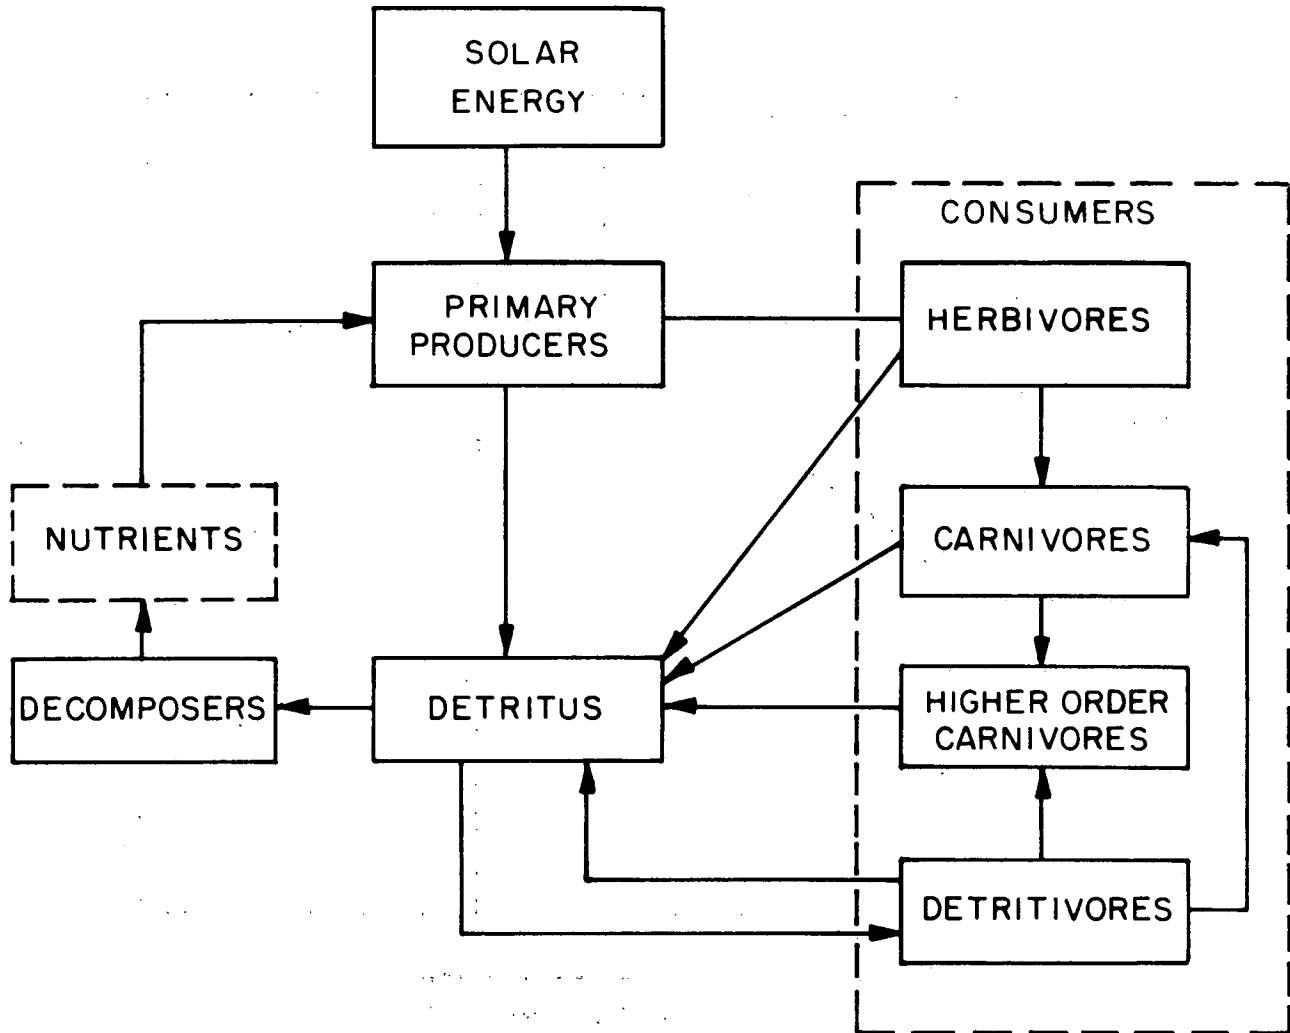 SOLAR
ENERGY
CONSUMERS
PRIMARY
PRODUCERS
HERBIVORES
NUTRIENTS
CARNIVORES
DECOMPOSERS
DETRITUS
HIGHER ORDER
CARNIVORES
DETRITIVORES